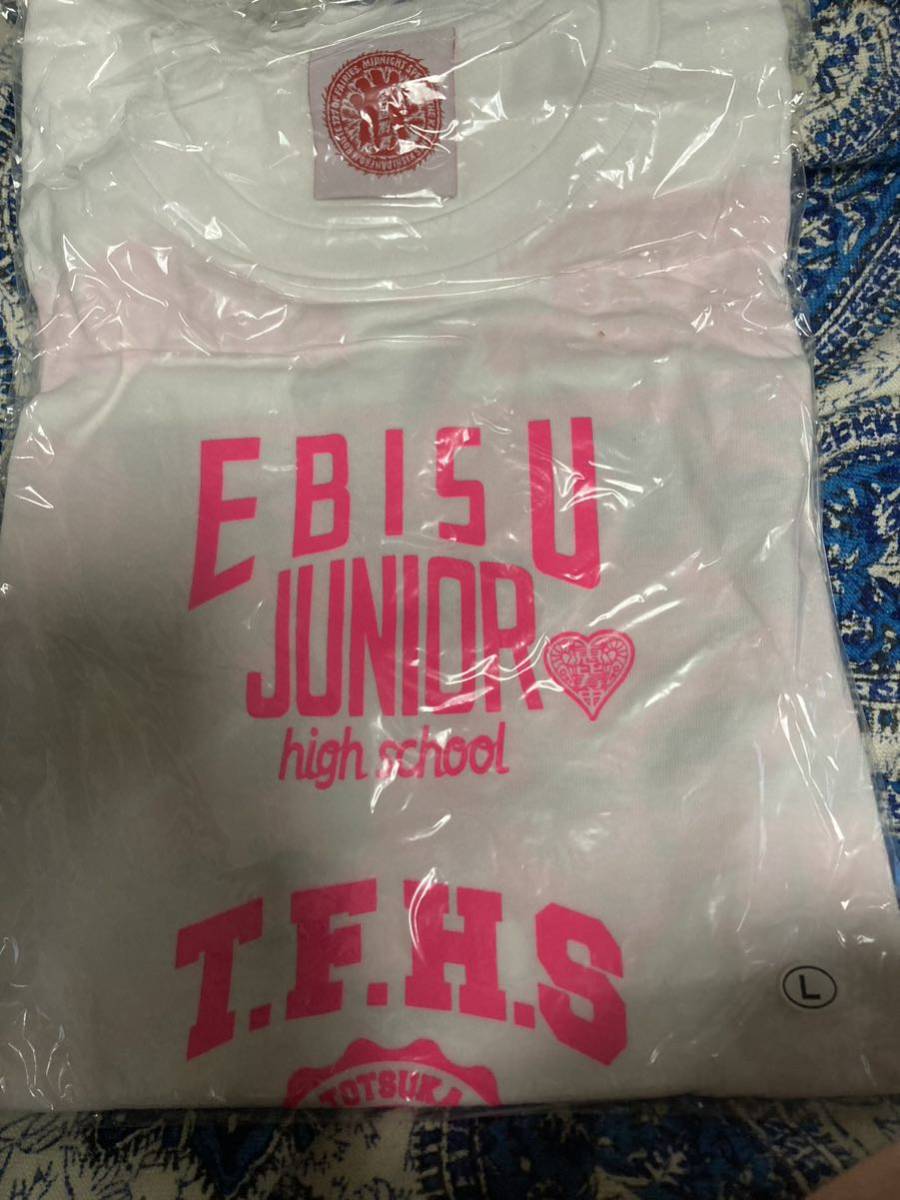 EBISU
JUNIOR
high school
T.F.H.S
L
TOTSUKA